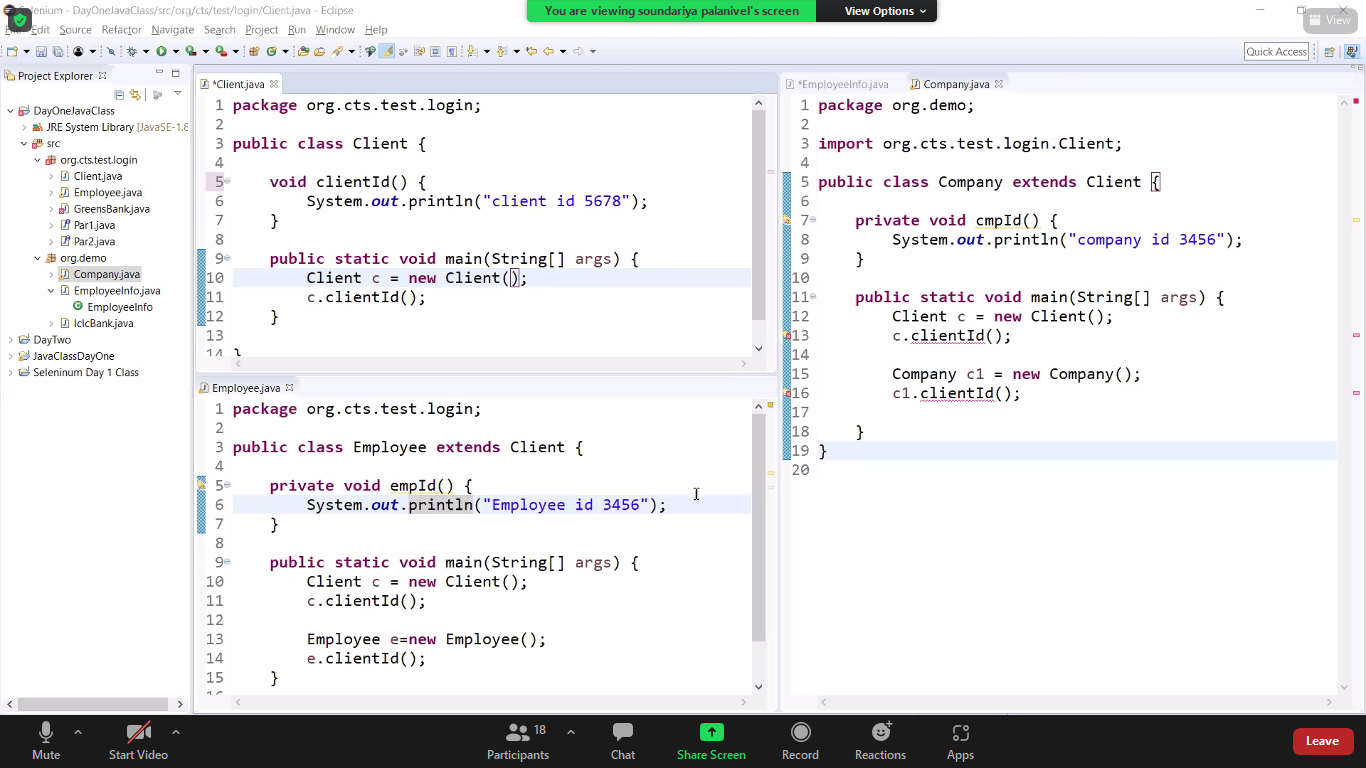 Selenium - DayOneJavaClass/src/org/cts/test/login/Client.java - Eclipse
You are viewing soundariya palanivel's screen
View Options
View
Edit Source Refactor Navigate Search Project Run Window Help
Quick Access
Project Explorer
DayOneJavaClass
JRE System Library [JavaSE-1.8
src
org.cts.test.login
Client.java
Employee.java
GreensBank.java
Par1.java
Par2.java
org.demo
Company.java
EmployeeInfo.java
EmployeeInfo
IcIcBank.java
DayTwo
JavaClassDayOne
Seleninum Day 1 Class
*Client.java
1 package org.cts.test.login;
2
3 public class Client {
4
5 void clientId() {
6 System.out.println("client id 5678");
7 }
8
9 public static void main(String[] args) {
10 Client c = new Client();
11 c.clientId();
12 }
13
14 }
Employee.java
1 package org.cts.test.login;
2
3 public class Employee extends Client {
4
5 private void empId() {
6 System.out.println("Employee id 3456");
7 }
8
9 public static void main(String[] args) {
10 Client c = new Client();
11 c.clientId();
12
13 Employee e=new Employee();
14 e.clientId();
15 }
16
*EmployeeInfo.java
Company.java
1 package org.demo;
2
3 import org.cts.test.login.Client;
4
5 public class Company extends Client {
6
7 private void cmpId() {
8 System.out.println("company id 3456");
9 }
10
11 public static void main(String[] args) {
12 Client c = new Client();
13 c.clientId();
14
15 Company c1 = new Company();
16 c1.clientId();
17
18 }
19 }
20
Mute
Start Video
Participants
18
Chat
Share Screen
Record
Reactions
Apps
Leave